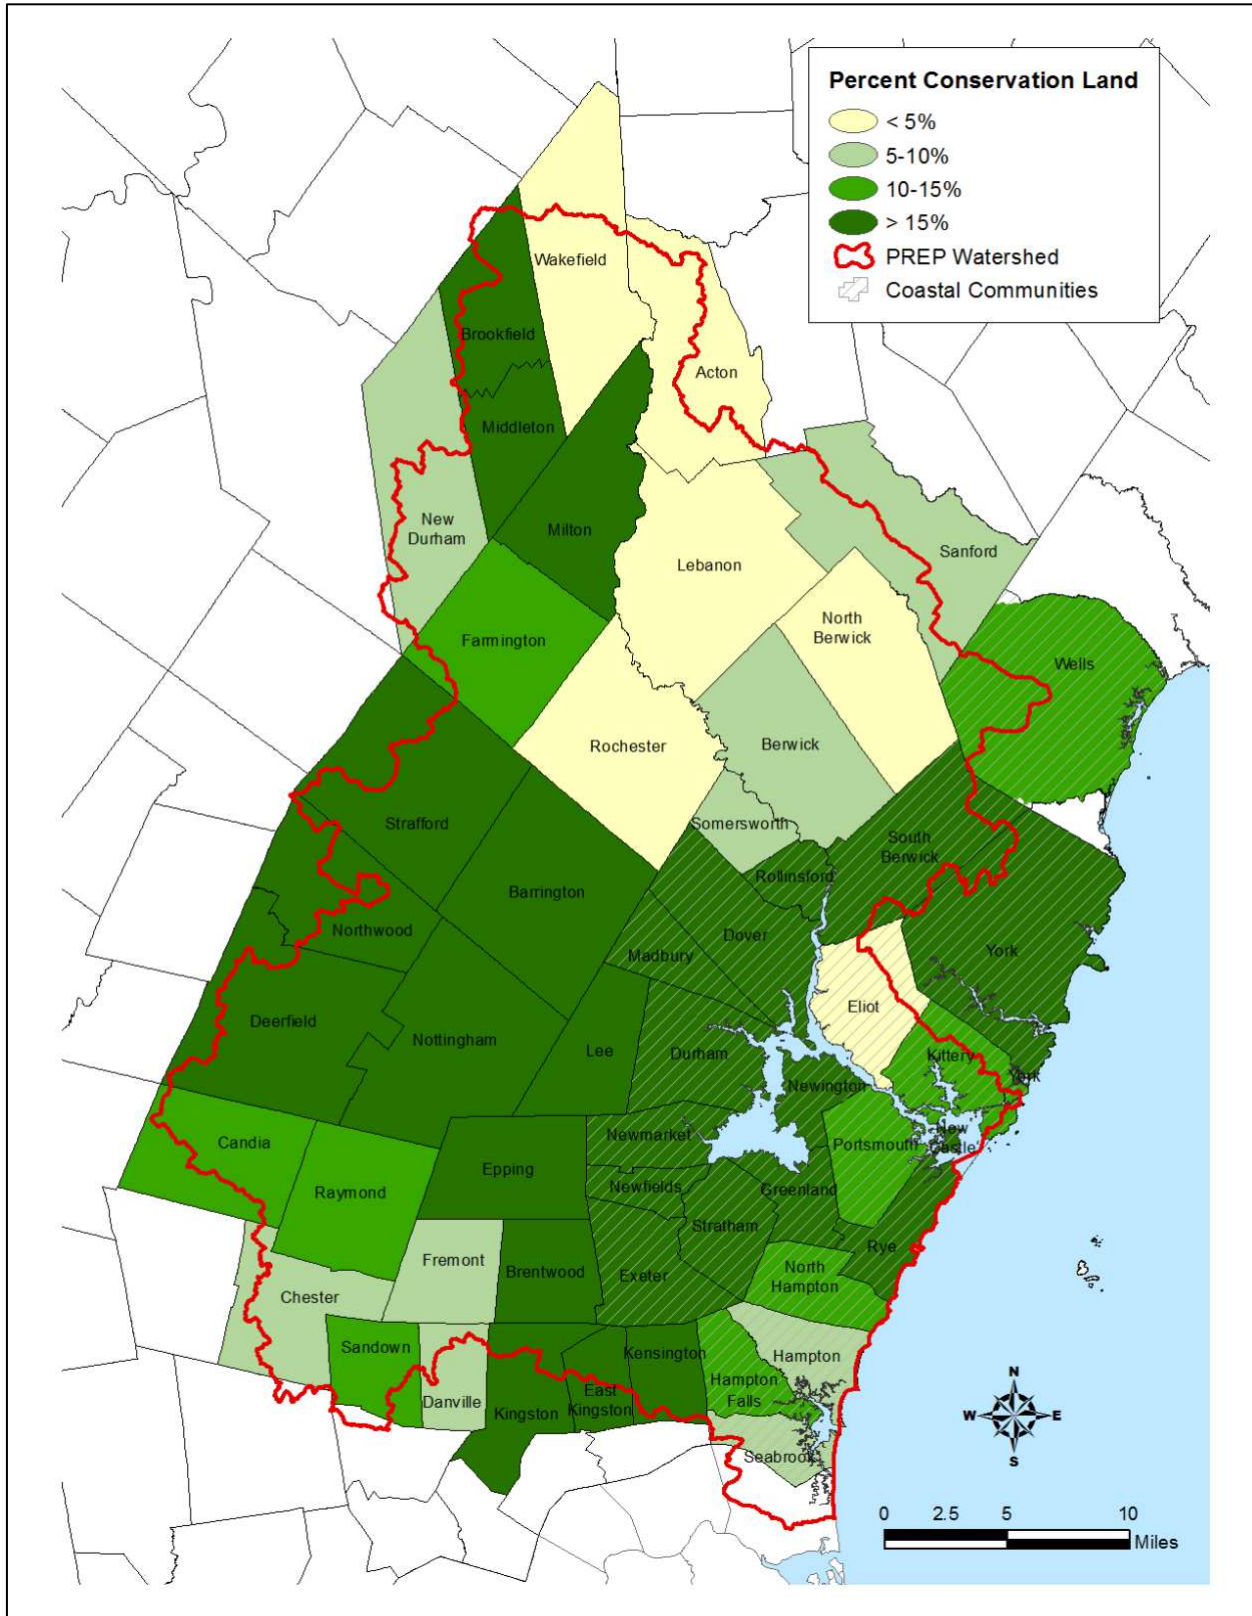 Percent Conservation Land
< 5%
5-10%
10-15%
> 15%
PREP Watershed
Coastal Communities
Wakefield
Brookfield
Acton
Middleton
New
Durham
Milton
Sanford
Lebanon
North
Berwick
Farmington
Wells
Rochester
Berwick
Strafford
Somersworth
South
Berwick
Rollinsford
Barrington
Northwood
Dover
Madbury
York
Eliot
Deerfield
Nottingham
Lee
Durham
Kittery
Newington
York
Candia
Newmarket
Portsmouth
New
Castle
Epping
Raymond
Newfields
Greenland
Stratham
Rye
Fremont
Brentwood
Exeter
North
Hampton
Chester
Sandown
Kensington
Hampton
Hampton
Falls
Danville
East
Kingston
Kingston
Seabrook
N
W
E
S
0
2.5
5
10
Miles